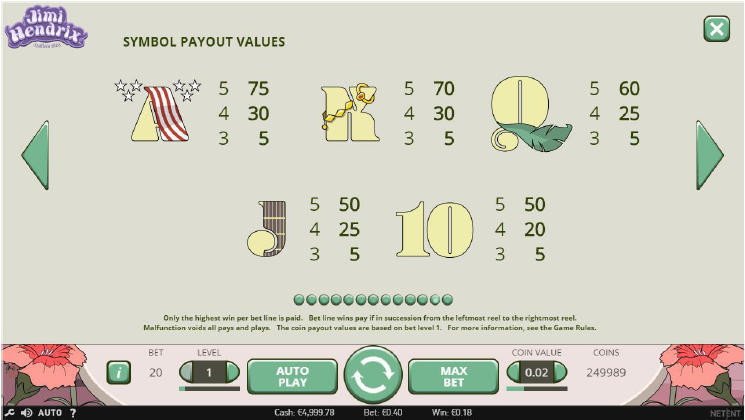 Jimi
Hendrix
SYMBOL PAYOUT VALUES
A 5 75
4 30
3 5
K 5 70
4 30
3 5
Q 5 60
4 25
3 5
J 5 50
4 25
3 5
10 5 50
4 20
3 5
Only the highest win per bet line is paid. Bet line wins pay if in succession from the leftmost reel to the rightmost reel.
Malfunction voids all pays and plays. The coin payout values are based on bet level 1. For more information, see the Game Rules.
BET
20
LEVEL
1
AUTO
PLAY
MAX
BET
COIN VALUE
0.02
COINS
249989
AUTO ? Cash: €4,999.78 Bet: €0.40 Win: €0.18 NETENT